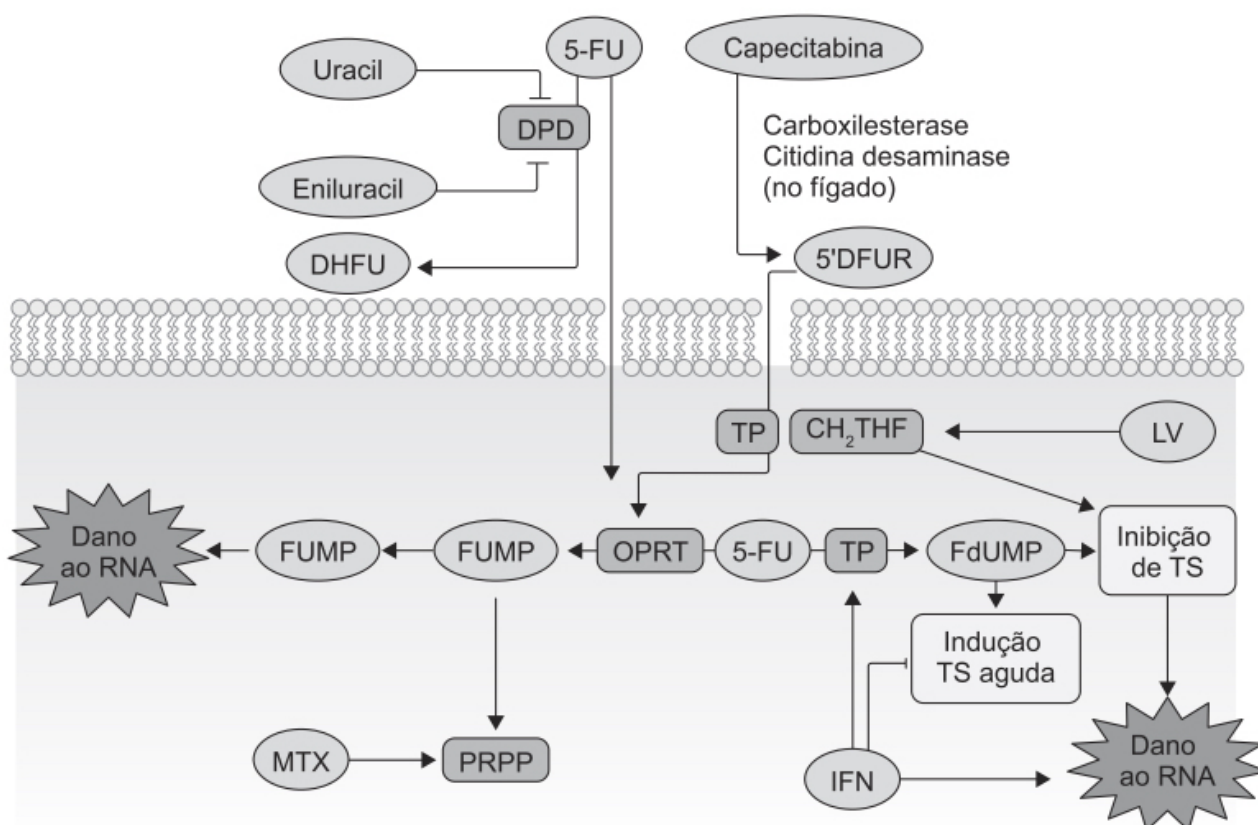 5-FU
Capecitabina
Uracil
DPD
Carboxilesterase
Citidina desaminase
(no fígado)
Eniluracil
DHFU
5'DFUR
TP
CH₂THF
LV
Dano
ao RNA
FUMP
FUMP
OPRT
5-FU
TP
FdUMP
Inibição
de TS
Indução
TS aguda
MTX
PRPP
IFN
Dano
ao RNA